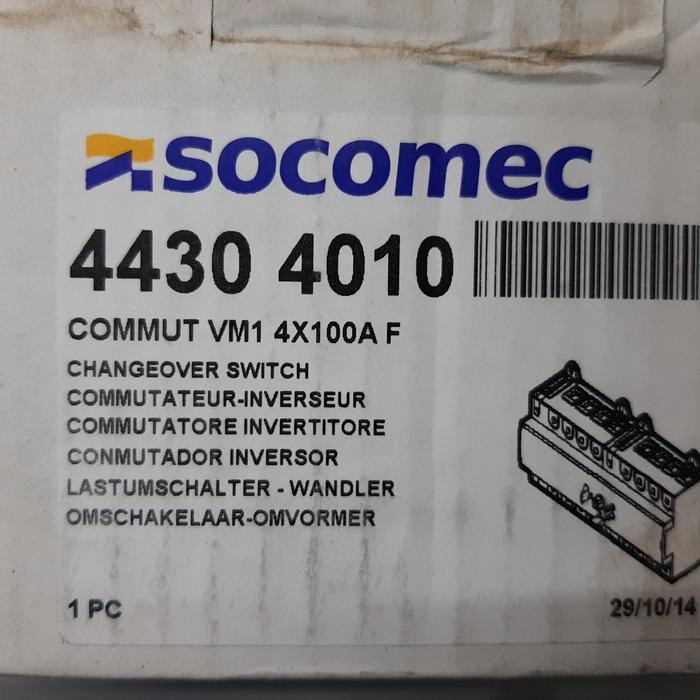 socomec
4430 4010
COMMUT VM1 4X100A F
CHANGEOVER SWITCH
COMMUTATEUR-INVERSEUR
COMMUTATORE INVERTITORE
CONMUTADOR INVERSOR
LASTUMSCHALTER - WANDLER
OMSCHAKELAAR-OMVORMER
1 PC
29/10/14